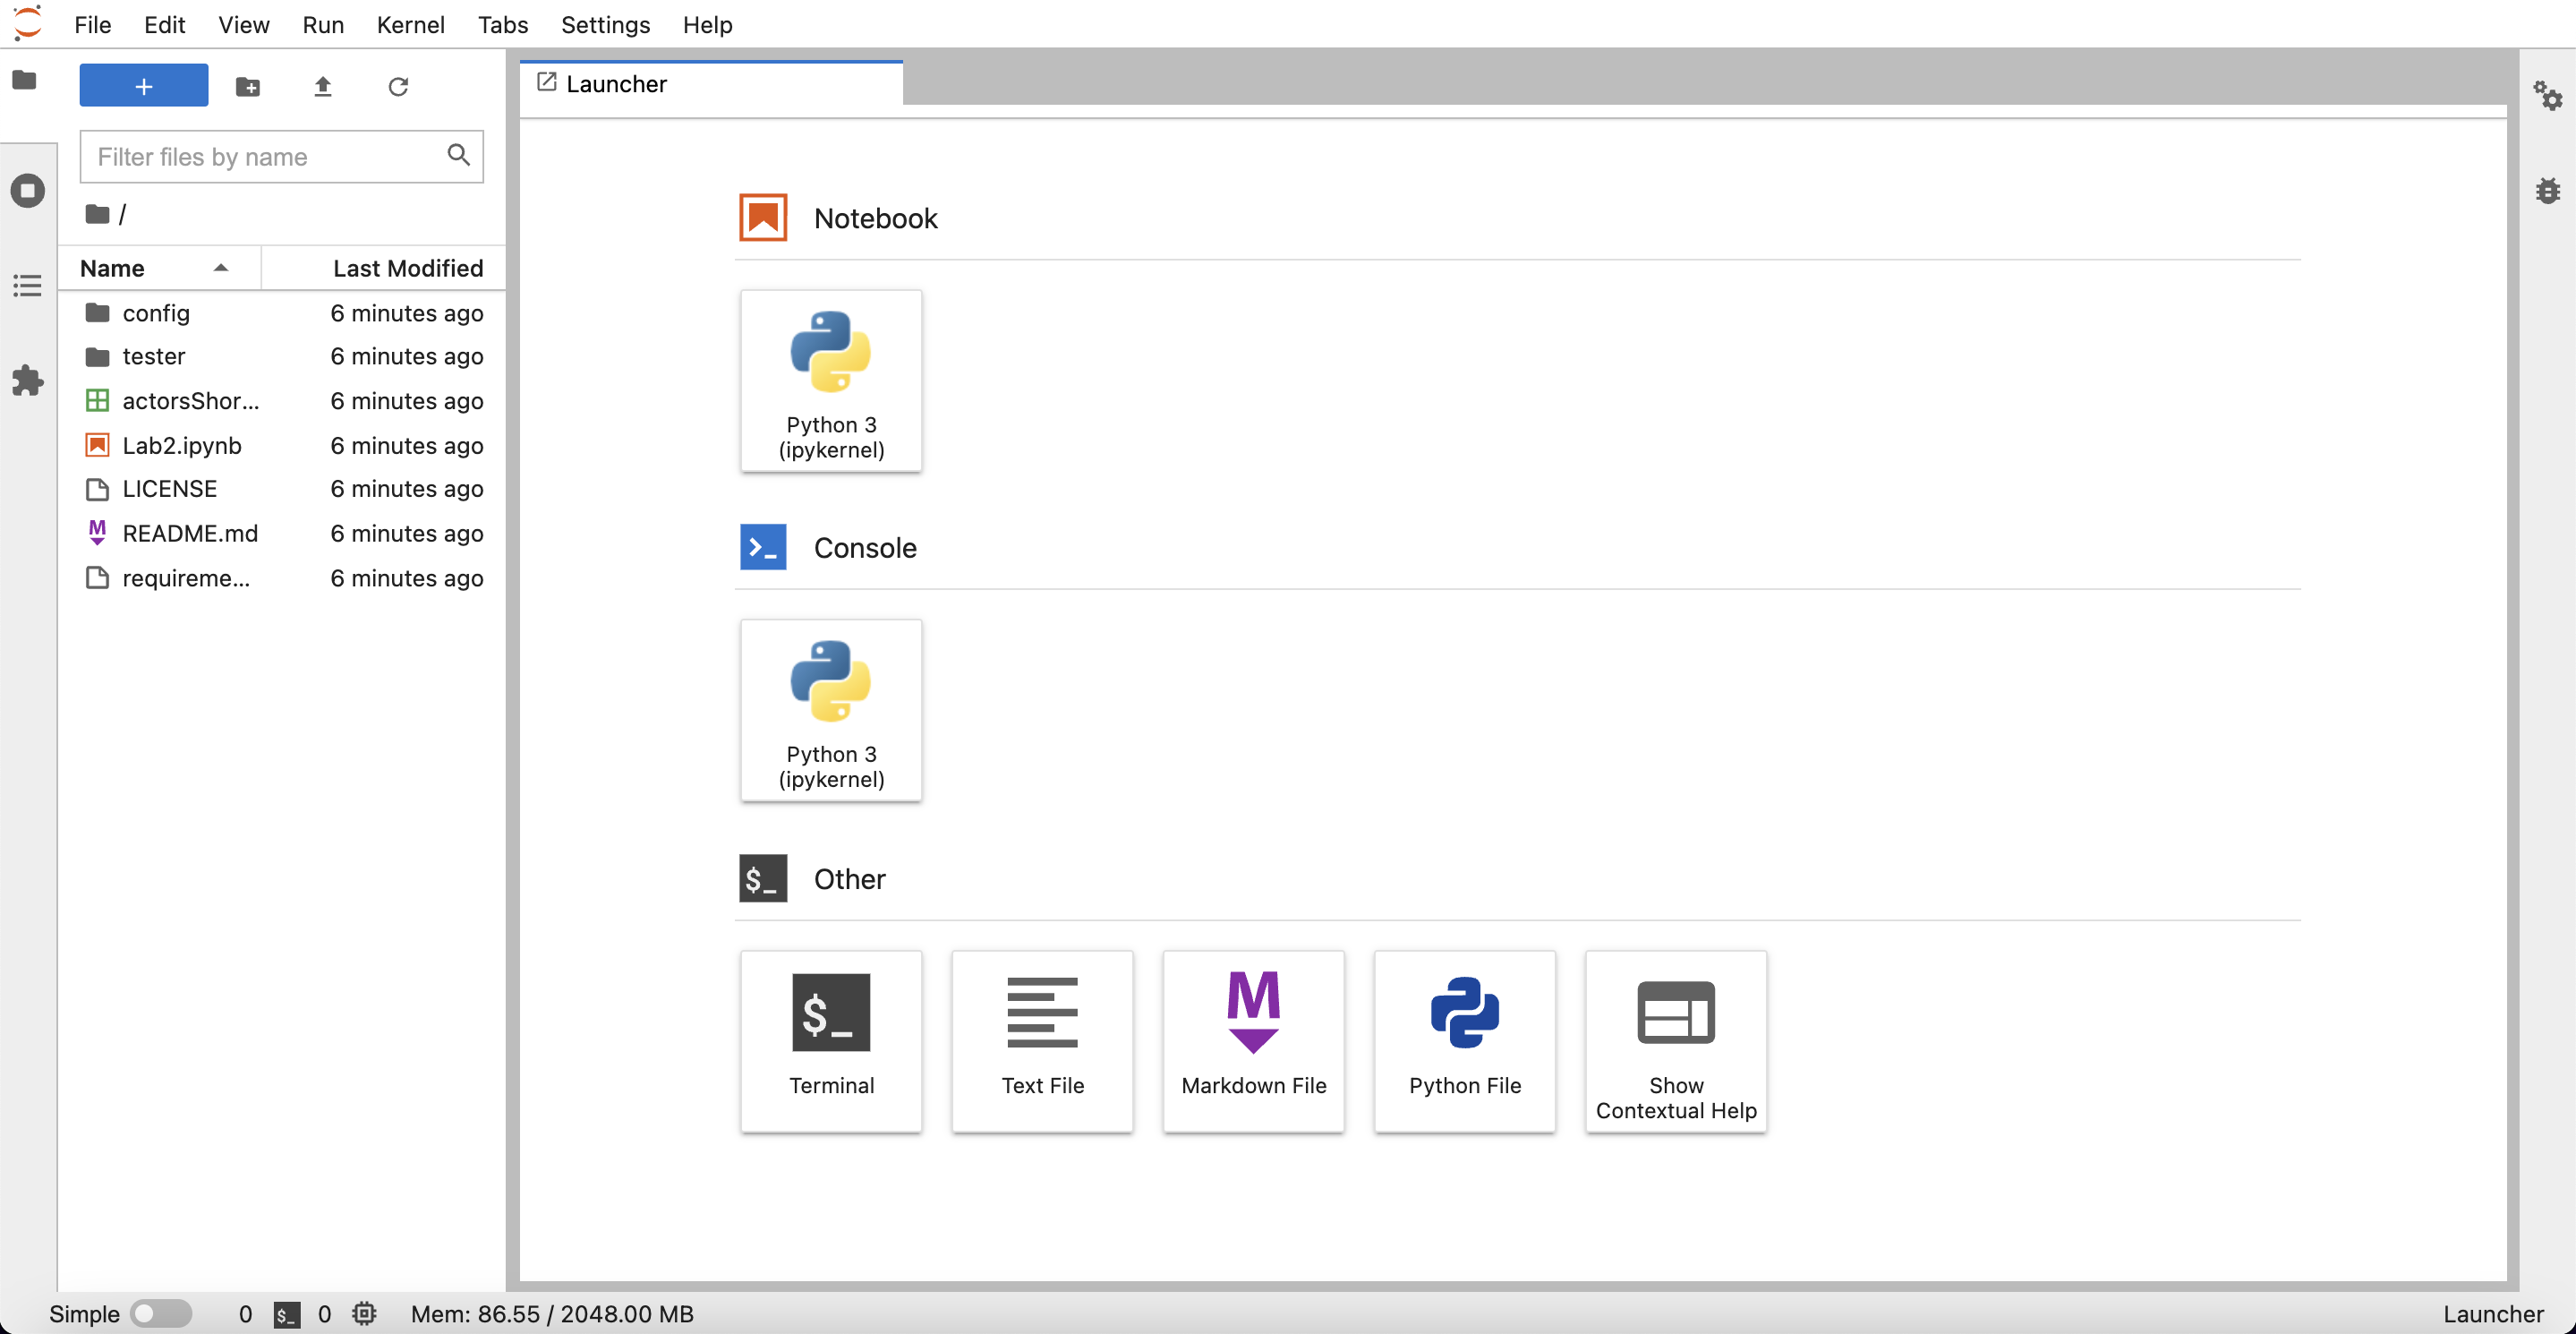 File Edit View Run Kernel Tabs Settings Help
+
Launcher
Filter files by name
/
Name Last Modified
config 6 minutes ago
tester 6 minutes ago
actorsShor... 6 minutes ago
Lab2.ipynb 6 minutes ago
LICENSE 6 minutes ago
M README.md 6 minutes ago
requireme... 6 minutes ago
Notebook
Python 3
(ipykernel)
>_ Console
Python 3
(ipykernel)
$_ Other
$_
Terminal
Text File
M
Markdown File
Python File
Show
Contextual Help
Simple 0 $_ 0 Mem: 86.55 / 2048.00 MB Launcher